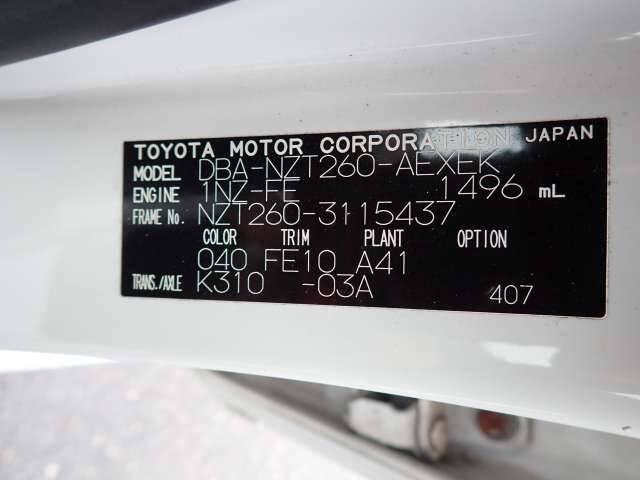 TOYOTA MOTOR CORPORATION JAPAN
MODEL DBA-NZT260-AEXEK
ENGINE 1NZ-FE 1496 mL
FRAME No. NZT260-3115437
COLOR TRIM PLANT OPTION
040 FE10 A41
TRANS./AXLE K310 -03A 407